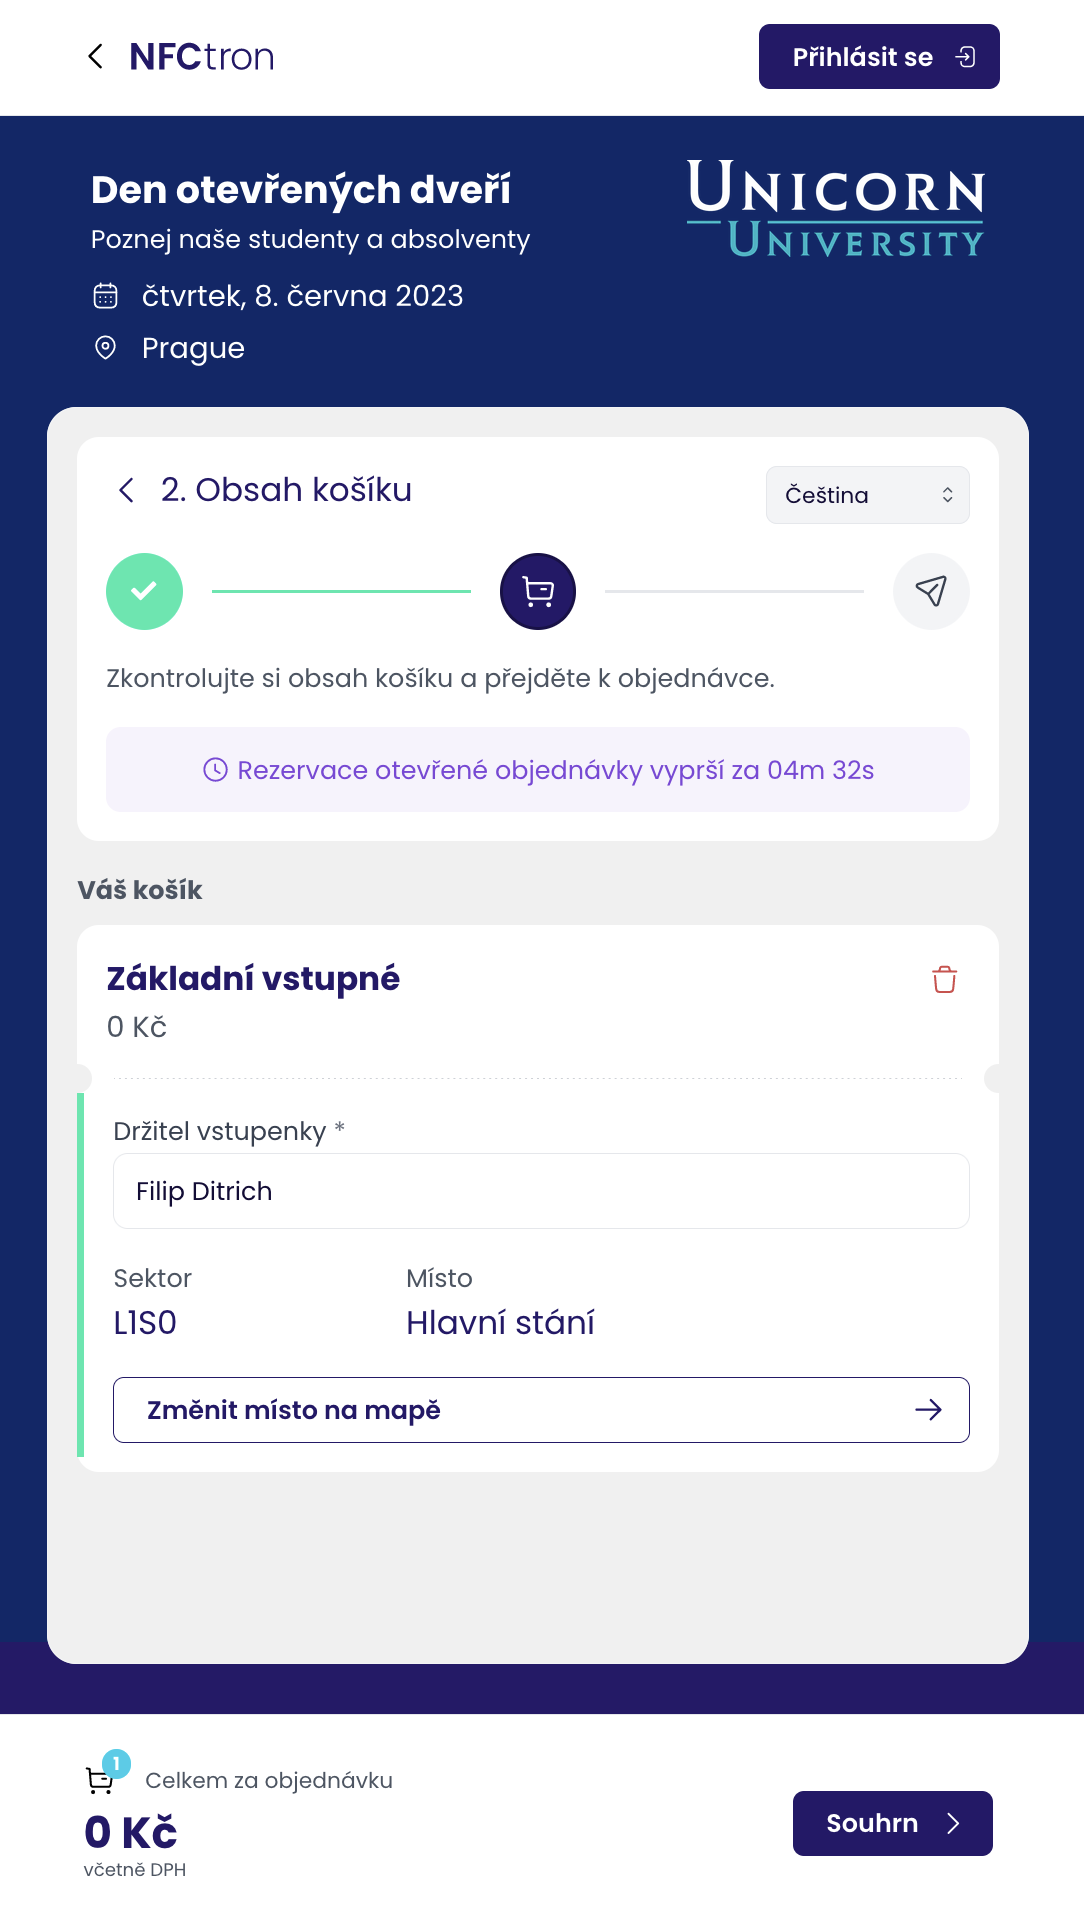 NFCtron
Přihlásit se
Den otevřených dveří
Poznej naše studenty a absolventy
čtvrtek, 8. června 2023
Prague
UNICORN
UNIVERSITY
2. Obsah košíku
Čeština
Zkontrolujte si obsah košíku a přejděte k objednávce.
Rezervace otevřené objednávky vyprší za 04m 32s
Váš košík
Základní vstupné
0 Kč
Držitel vstupenky *
Filip Ditrich
Sektor
Místo
L1S0
Hlavní stání
Změnit místo na mapě
1
Celkem za objednávku
0 Kč
včetně DPH
Souhrn